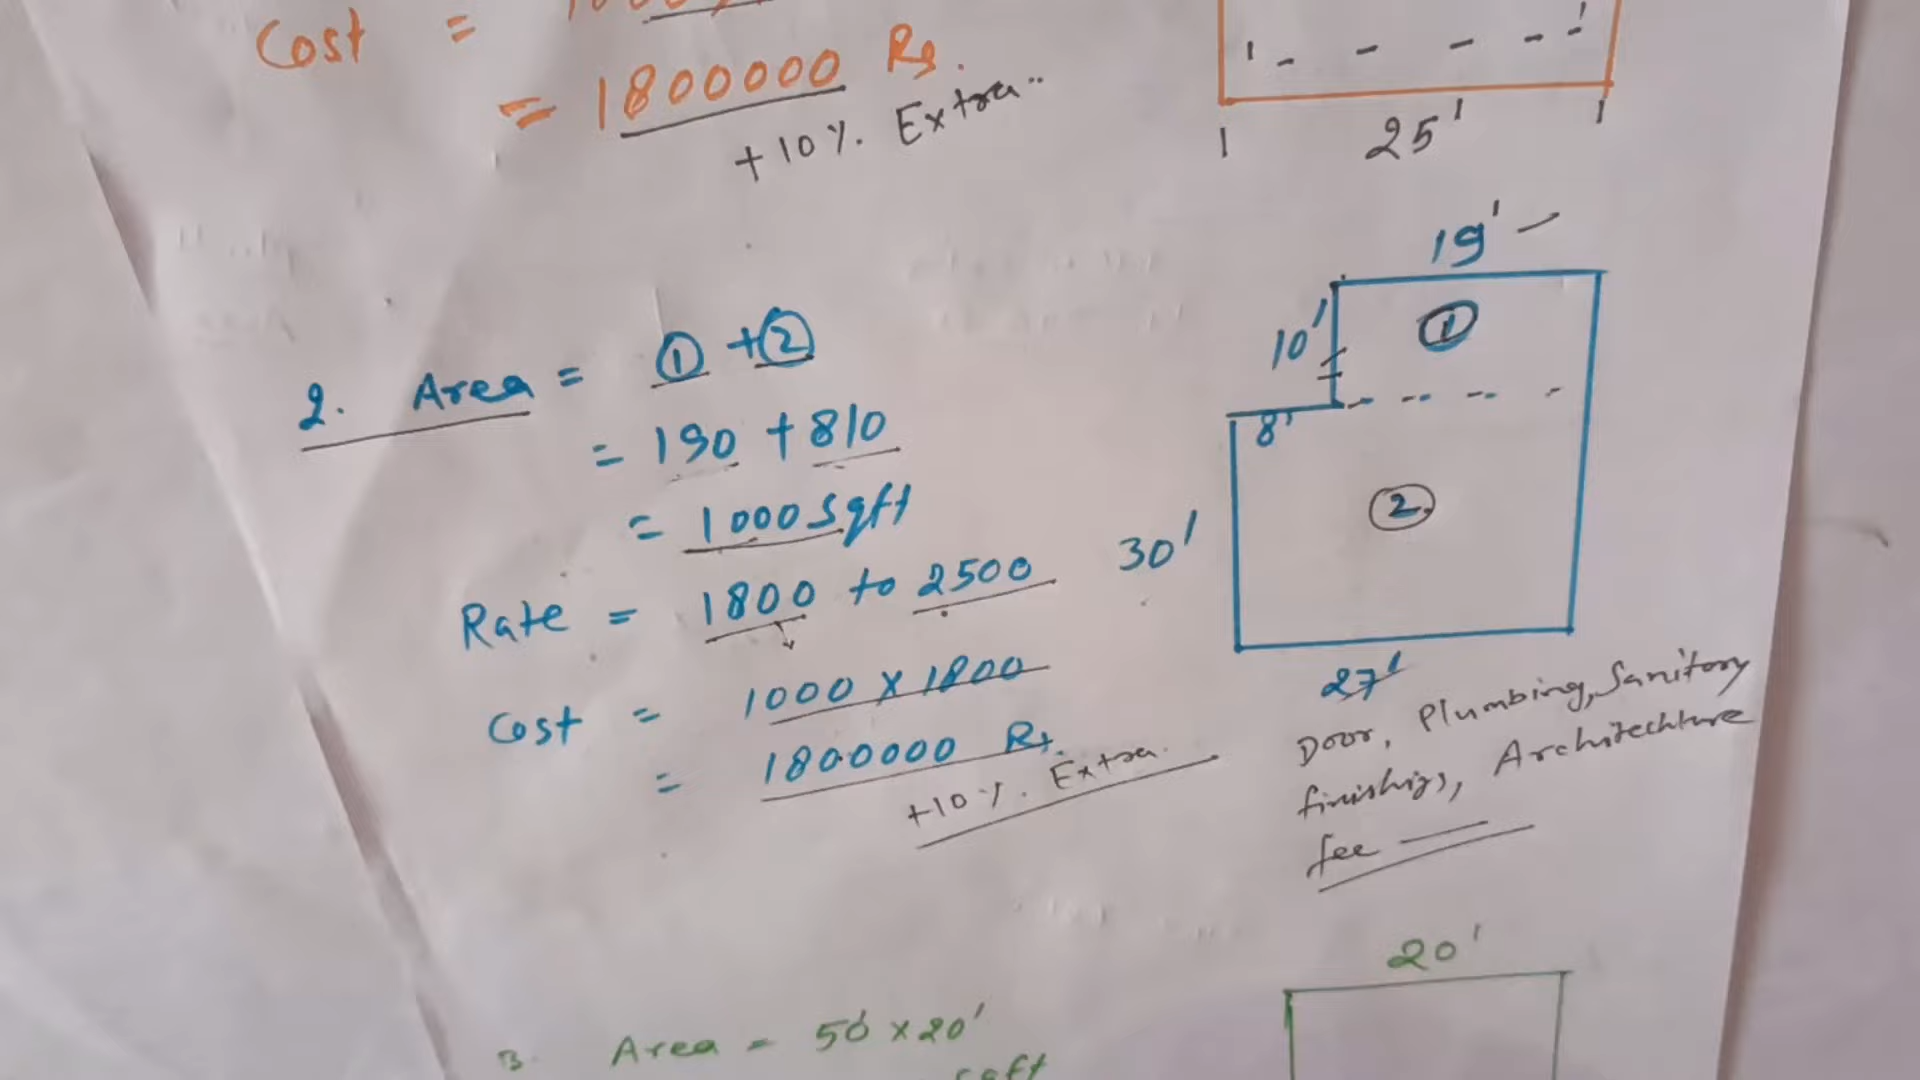 Cost =
= 1800000 Rs.
+10%. Extra..
25'
19'
10'
①
8'
②
30'
27'
2. Area = ① + ②
= 190 + 810
= 1000 Sqft
Rate = 1800 to 2500
Cost = 1000 x 1800
= 1800000 Rs.
+10%. Extra.
Door, Plumbing, Sanitory
finishigs, Architechture
fee
20'
3. Area = 50' x 20'
sqft